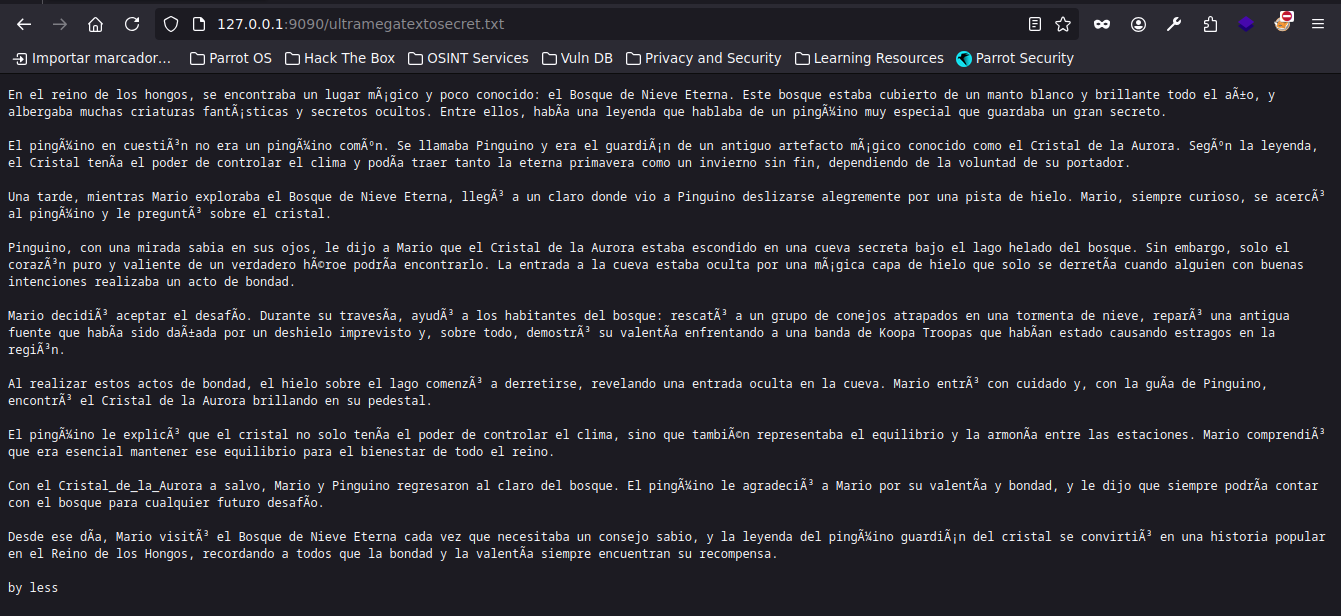 127.0.0.1:9090/ultramegatextosecret.txt
Importar marcador... Parrot OS Hack The Box OSINT Services Vuln DB Privacy and Security Learning Resources Parrot Security
En el reino de los hongos, se encontraba un lugar mÃ¡gico y poco conocido: el Bosque de Nieve Eterna. Este bosque estaba cubierto de un manto blanco y brillante todo el aÃ±o, y
albergaba muchas criaturas fantÃ¡sticas y secretos ocultos. Entre ellos, habÃa una leyenda que hablaba de un pingÃ¼ino muy especial que guardaba un gran secreto.
El pingÃ¼ino en cuestiÃ³n no era un pingÃ¼ino comÃºn. Se llamaba Pinguino y era el guardiÃ¡n de un antiguo artefacto mÃ¡gico conocido como el Cristal de la Aurora. SegÃºn la leyenda,
el Cristal tenÃa el poder de controlar el clima y podÃa traer tanto la eterna primavera como un invierno sin fin, dependiendo de la voluntad de su portador.
Una tarde, mientras Mario exploraba el Bosque de Nieve Eterna, llegÃ³ a un claro donde vio a Pinguino deslizarse alegremente por una pista de hielo. Mario, siempre curioso, se acercÃ³
al pingÃ¼ino y le preguntÃ³ sobre el cristal.
Pinguino, con una mirada sabia en sus ojos, le dijo a Mario que el Cristal de la Aurora estaba escondido en una cueva secreta bajo el lago helado del bosque. Sin embargo, solo el
corazÃ³n puro y valiente de un verdadero hÃ©roe podrÃa encontrarlo. La entrada a la cueva estaba oculta por una mÃ¡gica capa de hielo que solo se derretÃa cuando alguien con buenas
intenciones realizaba un acto de bondad.
Mario decidiÃ³ aceptar el desafÃo. Durante su travesÃa, ayudÃ³ a los habitantes del bosque: rescatÃ³ a un grupo de conejos atrapados en una tormenta de nieve, reparÃ³ una antigua
fuente que habÃa sido daÃ±ada por un deshielo imprevisto y, sobre todo, demostrÃ³ su valentÃa enfrentando a una banda de Koopa Troopas que habÃan estado causando estragos en la
regiÃ³n.
Al realizar estos actos de bondad, el hielo sobre el lago comenzÃ³ a derretirse, revelando una entrada oculta en la cueva. Mario entrÃ³ con cuidado y, con la guÃa de Pinguino,
encontrÃ³ el Cristal de la Aurora brillando en su pedestal.
El pingÃ¼ino le explicÃ³ que el cristal no solo tenÃa el poder de controlar el clima, sino que tambiÃ©n representaba el equilibrio y la armonÃa entre las estaciones. Mario comprendiÃ³
que era esencial mantener ese equilibrio para el bienestar de todo el reino.
Con el Cristal_de_la_Aurora a salvo, Mario y Pinguino regresaron al claro del bosque. El pingÃ¼ino le agradeciÃ³ a Mario por su valentÃa y bondad, y le dijo que siempre podrÃa contar
con el bosque para cualquier futuro desafÃo.
Desde ese dÃa, Mario visitÃ³ el Bosque de Nieve Eterna cada vez que necesitaba un consejo sabio, y la leyenda del pingÃ¼ino guardiÃ¡n del cristal se convirtiÃ³ en una historia popular
en el Reino de los Hongos, recordando a todos que la bondad y la valentÃa siempre encuentran su recompensa.
by less